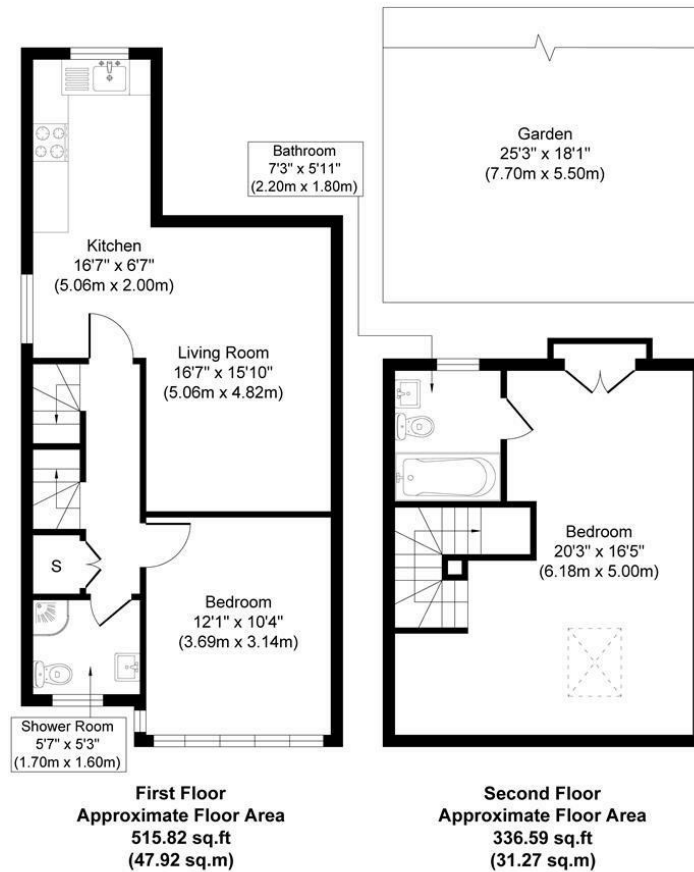 Kitchen
16'7" x 6'7"
(5.06m x 2.00m)
Living Room
16'7" x 15'10"
(5.06m x 4.82m)
S
Bedroom
12'1" x 10'4"
(3.69m x 3.14m)
Shower Room
5'7" x 5'3"
(1.70m x 1.60m)
First Floor
Approximate Floor Area
515.82 sq.ft
(47.92 sq.m)
Bathroom
7'3" x 5'11"
(2.20m x 1.80m)
Garden
25'3" x 18'1"
(7.70m x 5.50m)
Bedroom
20'3" x 16'5"
(6.18m x 5.00m)
Second Floor
Approximate Floor Area
336.59 sq.ft
(31.27 sq.m)